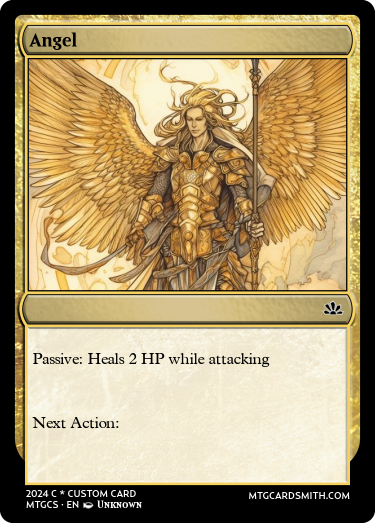 Angel
Passive: Heals 2 HP while attacking
Next Action:
2024 C * CUSTOM CARD
MTGCS · EN Unknown
MTGCARDSMITH.COM